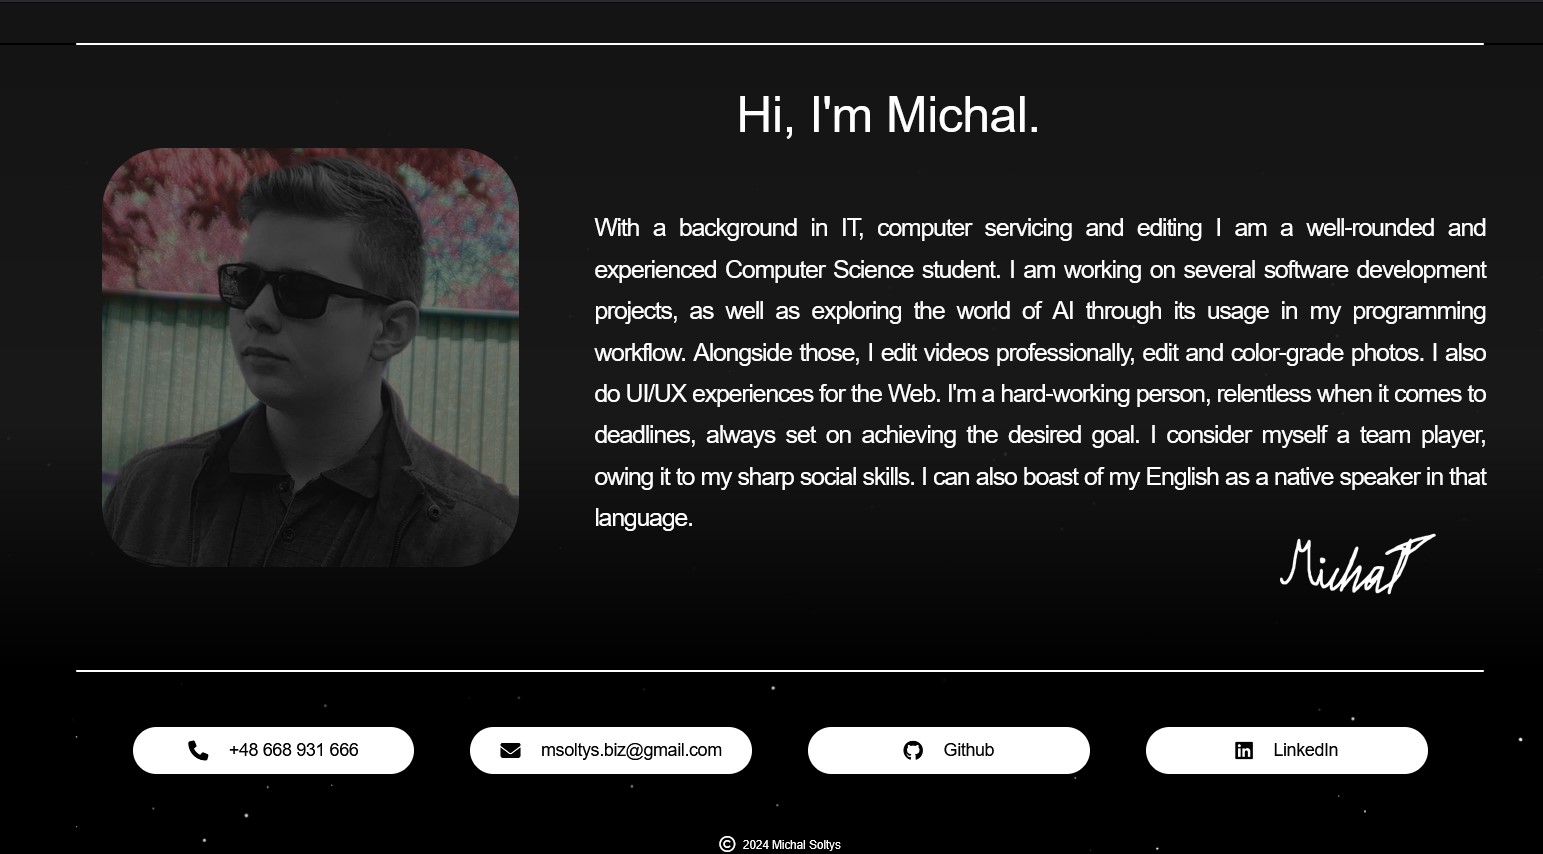 Hi, I'm Michal.
With a background in IT, computer servicing and editing I am a well-rounded and
experienced Computer Science student. I am working on several software development
projects, as well as exploring the world of AI through its usage in my programming
workflow. Alongside those, I edit videos professionally, edit and color-grade photos. I also
do UI/UX experiences for the Web. I'm a hard-working person, relentless when it comes to
deadlines, always set on achieving the desired goal. I consider myself a team player,
owing it to my sharp social skills. I can also boast of my English as a native speaker in that
language.
Michał
+48 668 931 666
msoltys.biz@gmail.com
Github
LinkedIn
© 2024 Michal Soltys